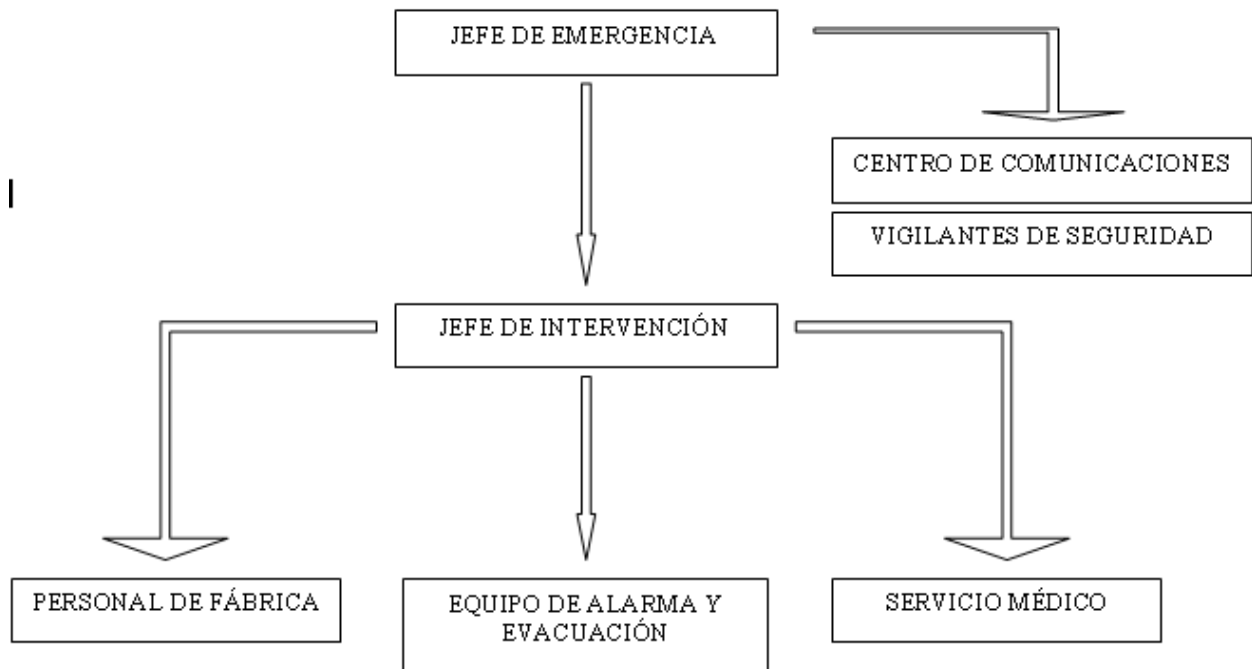 JEFE DE EMERGENCIA
CENTRO DE COMUNICACIONES
VIGILANTES DE SEGURIDAD
JEFE DE INTERVENCIÓN
PERSONAL DE FÁBRICA
EQUIPO DE ALARMA Y
EVACUACIÓN
SERVICIO MÉDICO